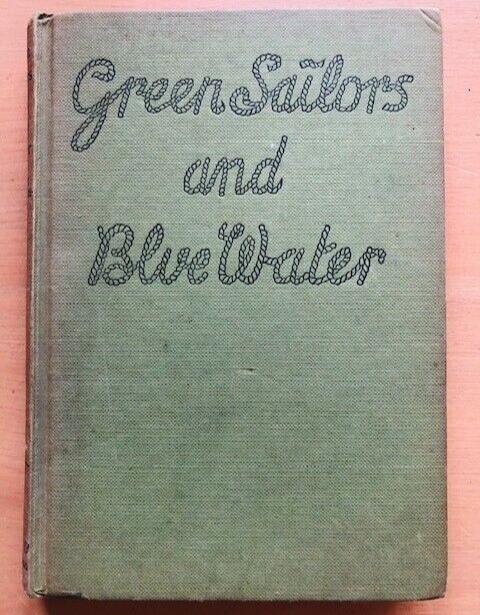 Green Sailors
and
Blue Water